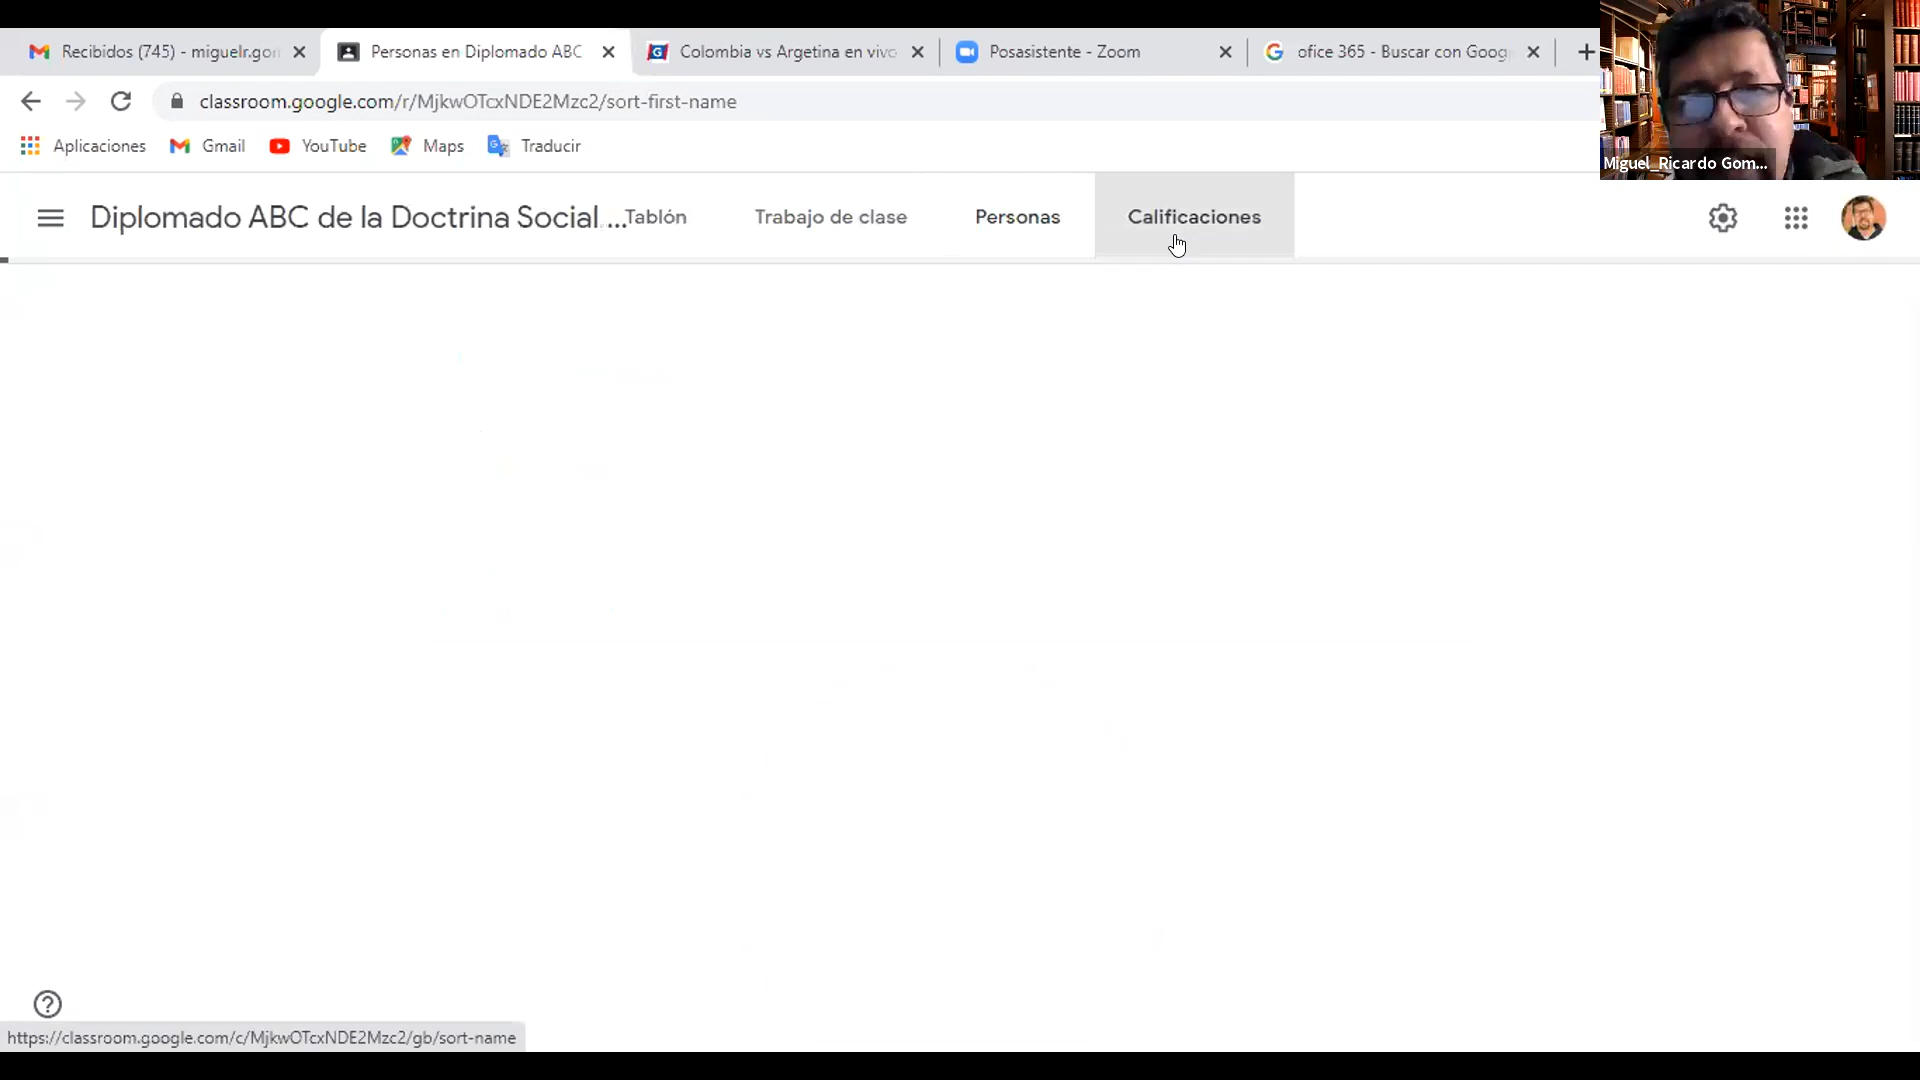 Recibidos (745) - miguelr.gon
Personas en Diplomado ABC
Colombia vs Argetina en vivo
Posasistente - Zoom
ofice 365 - Buscar con Goog
classroom.google.com/r/MjkwOTcxNDE2Mzc2/sort-first-name
Aplicaciones
Gmail
YouTube
Maps
Traducir
Miguel_Ricardo Gom...
Diplomado ABC de la Doctrina Social ...
Tablón
Trabajo de clase
Personas
Calificaciones
https://classroom.google.com/c/MjkwOTcxNDE2Mzc2/gb/sort-name